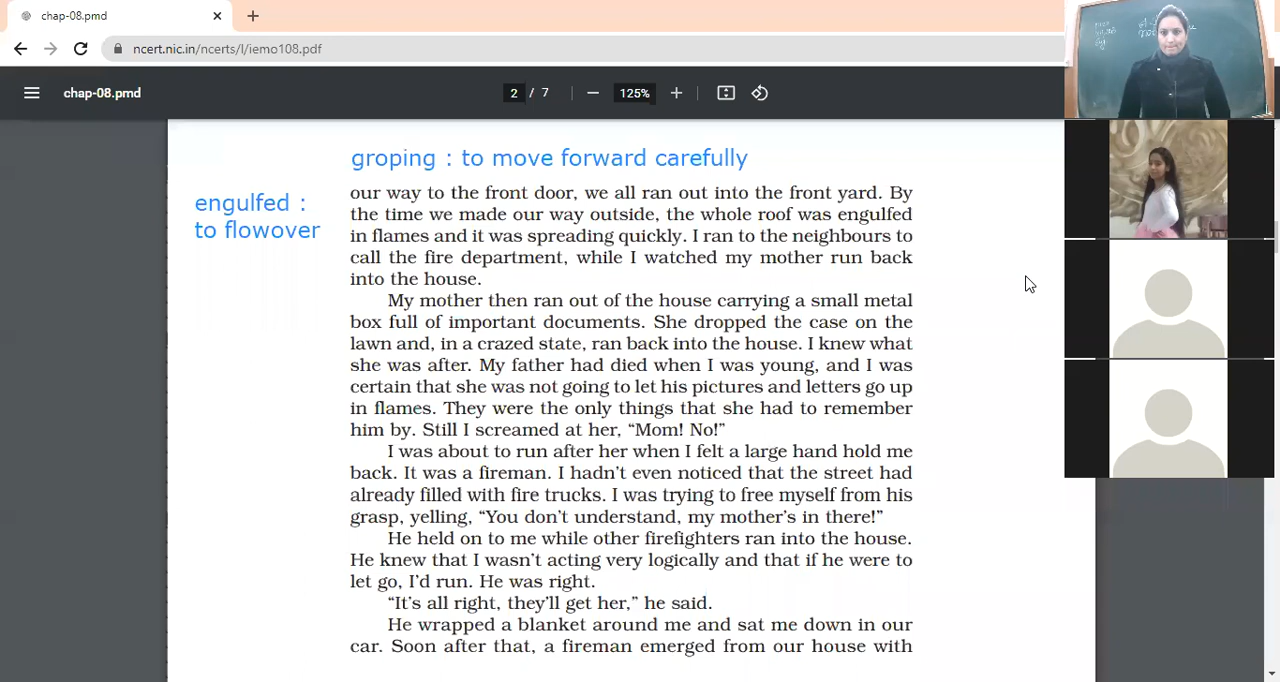 chap-08.pmd
ncert.nic.in/ncerts/l/iemo108.pdf
chap-08.pmd
2 / 7
125%
groping : to move forward carefully
engulfed :
to flowover
our way to the front door, we all ran out into the front yard. By
the time we made our way outside, the whole roof was engulfed
in flames and it was spreading quickly. I ran to the neighbours to
call the fire department, while I watched my mother run back
into the house.
My mother then ran out of the house carrying a small metal
box full of important documents. She dropped the case on the
lawn and, in a crazed state, ran back into the house. I knew what
she was after. My father had died when I was young, and I was
certain that she was not going to let his pictures and letters go up
in flames. They were the only things that she had to remember
him by. Still I screamed at her, “Mom! No!”
I was about to run after her when I felt a large hand hold me
back. It was a fireman. I hadn’t even noticed that the street had
already filled with fire trucks. I was trying to free myself from his
grasp, yelling, “You don’t understand, my mother’s in there!”
He held on to me while other firefighters ran into the house.
He knew that I wasn’t acting very logically and that if he were to
let go, I’d run. He was right.
“It’s all right, they’ll get her,” he said.
He wrapped a blanket around me and sat me down in our
car. Soon after that, a fireman emerged from our house with